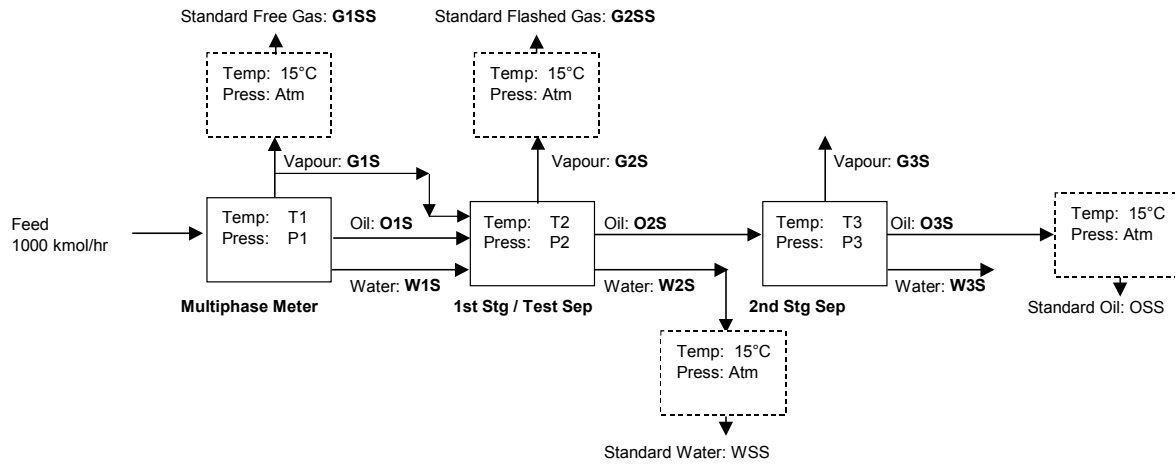 Standard Free Gas: G1SS
Standard Flashed Gas: G2SS
Temp: 15°C
Press: Atm
Temp: 15°C
Press: Atm
Vapour: G1S
Vapour: G2S
Vapour: G3S
Feed
1000 kmol/hr
Temp: T1
Press: P1
Oil: O1S
Water: W1S
Multiphase Meter
Temp: T2
Press: P2
Oil: O2S
Water: W2S
1st Stg / Test Sep
Temp: T3
Press: P3
Oil: O3S
Water: W3S
2nd Stg Sep
Temp: 15°C
Press: Atm
Standard Oil: OSS
Temp: 15°C
Press: Atm
Standard Water: WSS